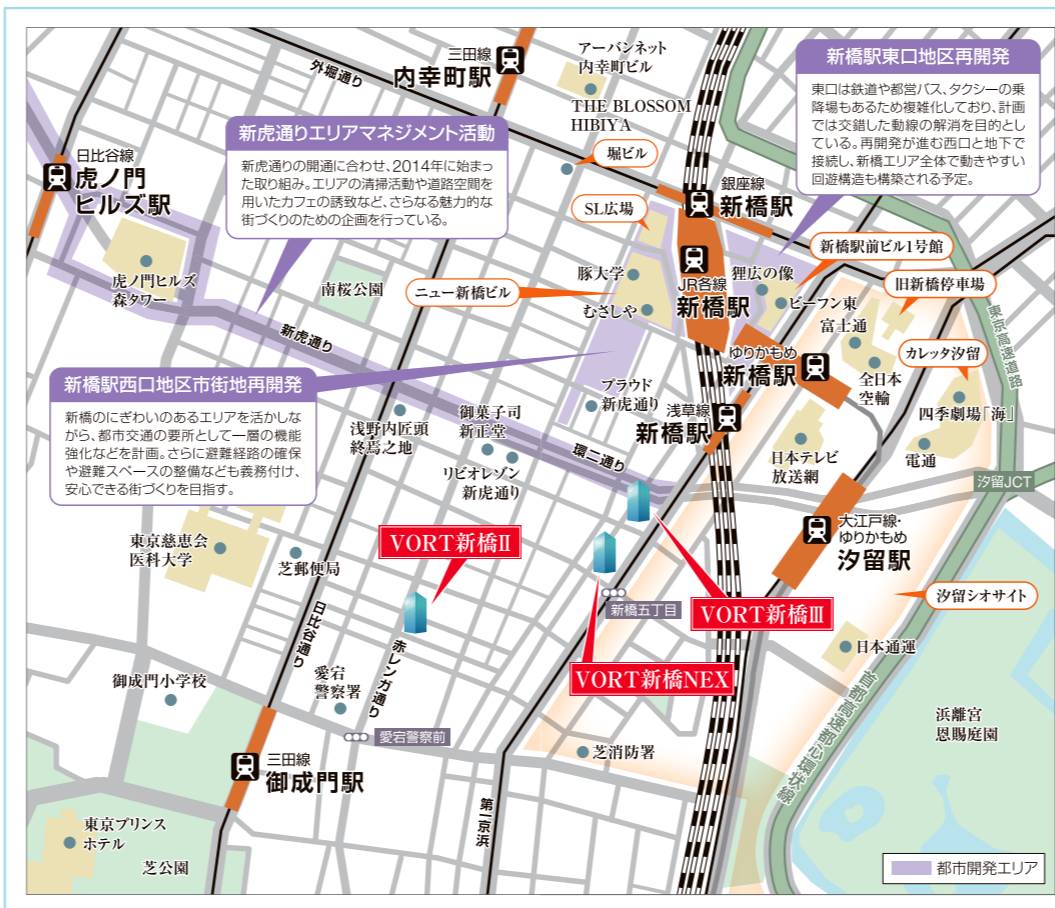 三田線
内幸町駅
外堀通り
アーバンネット
内幸町ビル
THE BLOSSOM
HIBIYA
新橋駅東口地区再開発
東口は鉄道や都営バス、タクシーの乗
降場もあるため複雑化しており、計画
では交錯した動線の解消を目的とし
ている。再開発が進む西口と地下で
接続し、新橋エリア全体で動きやすい
回遊構造も構築される予定。
新虎通りエリアマネジメント活動
新虎通りの開通に合わせ、2014年に始まっ
た取り組み。エリアの清掃活動や道路空間を
用いたカフェの誘致など、さらなる魅力的な
街づくりのための企画を行っている。
日比谷線
虎ノ門
ヒルズ駅
堀ビル
銀座線
新橋駅
SL広場
新橋駅前ビル1号館
狸広の像
豚大学
JR各線
新橋駅
ビーフン東
旧新橋停車場
虎ノ門ヒルズ
森タワー
南桜公園
ニュー新橋ビル
むさしや
富士通
東京高速道路
新虎通り
ゆりかもめ
新橋駅
カレッタ汐留
全日本
空輸
四季劇場「海」
新橋駅西口地区市街地再開発
新橋のにぎわいのあるエリアを活かしな
がら、都市交通の要所として一層の機能
強化などを計画。さらに避難経路の確保
や避難スペースの整備なども義務付け、
安心できる街づくりを目指す。
プラウド
新虎通り
浅草線
新橋駅
御菓子司
新正堂
浅野内匠頭
終焉之地
環二通り
日本テレビ
放送網
電通
リビオレゾン
新虎通り
汐留JCT
大江戸線・
ゆりかもめ
汐留駅
東京慈恵会
医科大学
芝郵便局
VORT新橋II
VORT新橋III
新橋五丁目
汐留シオサイト
日比谷通り
赤レンガ通り
VORT新橋NEX
日本通運
御成門小学校
愛宕
警察署
愛宕警察前
首都高速都心環状線
浜離宮
恩賜庭園
三田線
御成門駅
芝消防署
第一京浜
東京プリンス
ホテル
芝公園
都市開発エリア